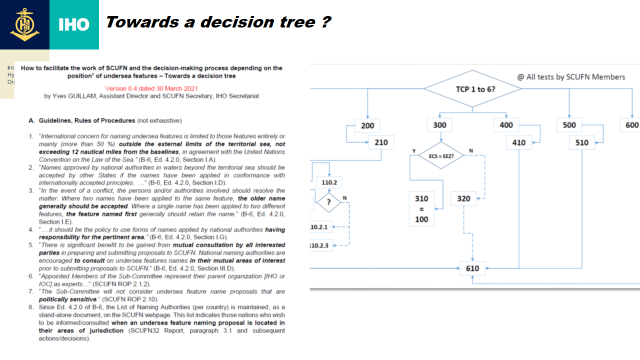 IHO
Towards a decision tree ?
Int
Hy
Or
How to facilitate the work of SCUFN and the decision-making process depending on the
position¹ of undersea features – Towards a decision tree
Version 0.4 dated 30 March 2021
by Yves GUILLAM, Assistant Director and SCUFN Secretary, IHO Secretariat
A. Guidelines, Rules of Procedures (not exhaustive)
1. "International concern for naming undersea features is limited to those features entirely or
mainly (more than 50 %) outside the external limits of the territorial sea, not
exceeding 12 nautical miles from the baselines, in agreement with the United Nations
Convention on the Law of the Sea." (B-6, Ed. 4.2.0, Section I.A).
2. "Names approved by national authorities in waters beyond the territorial sea should be
accepted by other States if the names have been applied in conformance with
internationally accepted principles. ...." (B-6, Ed. 4.2.0, Section I.D).
3. "In the event of a conflict, the persons and/or authorities involved should resolve the
matter. Where two names have been applied to the same feature, the older name
generally should be accepted. Where a single name has been applied to two different
features, the feature named first generally should retain the name." (B-6, Ed. 4.2.0,
Section I.E).
4. "....it should be the policy to use forms of names applied by national authorities having
responsibility for the pertinent area." (B-6, Ed. 4.2.0, Section I.G)
5. "There is significant benefit to be gained from mutual consultation by all interested
parties in preparing and submitting proposals to SCUFN. National naming authorities are
encouraged to consult on undersea features names in their mutual areas of interest
prior to submitting proposals to SCUFN." (B-6, Ed. 4.2.0, Section III.D).
6. "Appointed Members of the Sub-Committee represent their parent organization [IHO or
IOC] as experts..." (SCUFN ROP 2.1.2).
7. "The Sub-Committee will not consider undersea feature name proposals that are
politically sensitive" (SCUFN ROP 2.10).
8. Since Ed. 4.2.0 of B-6, the List of Naming Authorities (per country) is maintained, as a
stand-alone document, on the SCUFN webpage. This list indicates those nations who wish
to be informed/consulted when an undersea feature naming proposal is located in
their areas of jurisdiction (SCUFN32 Report, paragraph 3.1 and subsequent
actions/decisions).
@ All tests by SCUFN Members
TCP 1 to 6?
200
300
400
500
600
210
410
510
Y
ECS = EEZ?
N
110.2
?
N
310
=
100
320
10.2.1
110.2.3
610